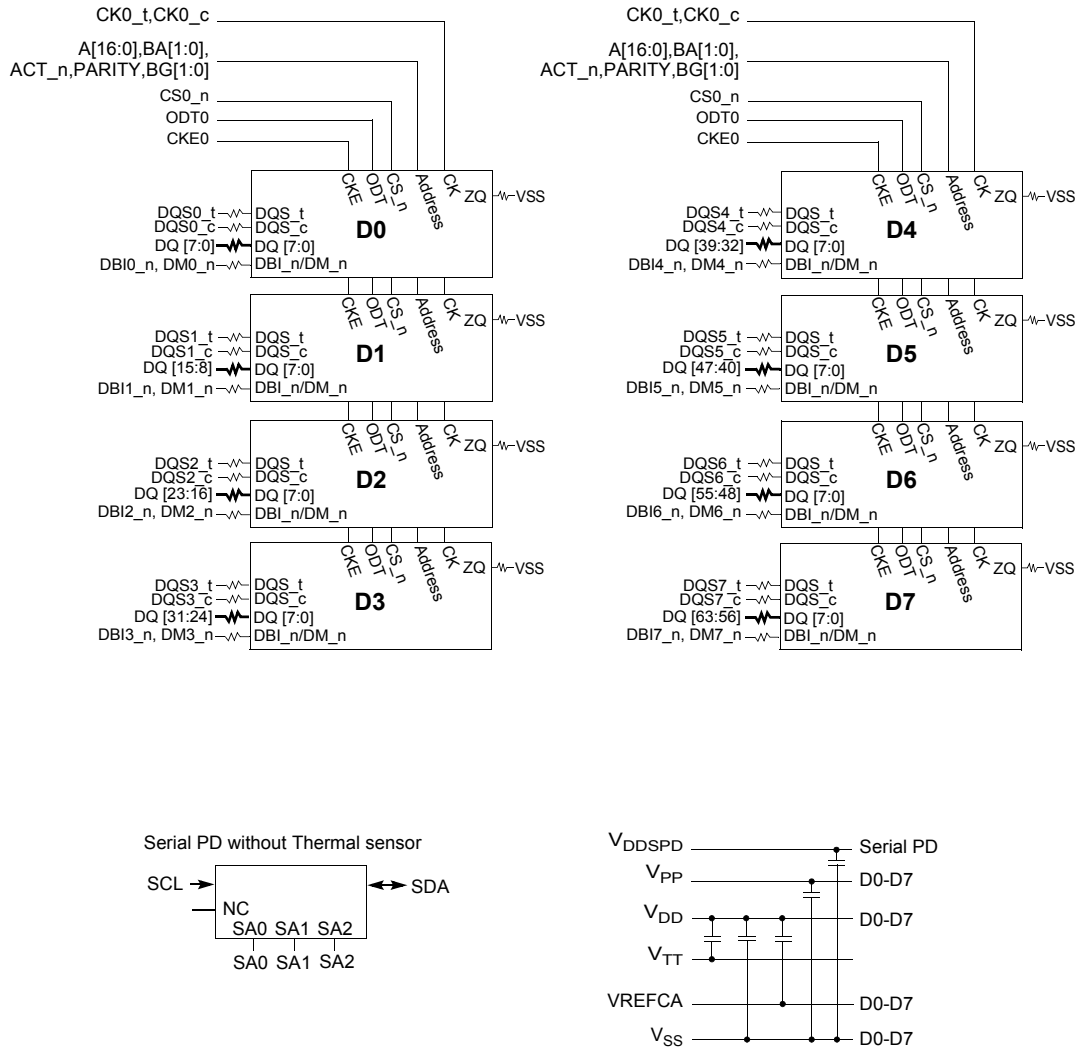 CK0_t,CK0_c
A[16:0],BA[1:0],
ACT_n,PARITY,BG[1:0]
CS0_n
ODT0
CKE0
CKE ODT CS_n Address CK
ZQ VSS
DQS0_t DQS_t
DQS0_c DQS_c
D0
DQ [7:0] DQ [7:0]
DBI0_n, DM0_n DBI_n/DM_n
CKE ODT CS_n Address CK
ZQ VSS
DQS1_t DQS_t
DQS1_c DQS_c
D1
DQ [15:8] DQ [7:0]
DBI1_n, DM1_n DBI_n/DM_n
CKE ODT CS_n Address CK
ZQ VSS
DQS2_t DQS_t
DQS2_c DQS_c
D2
DQ [23:16] DQ [7:0]
DBI2_n, DM2_n DBI_n/DM_n
CKE ODT CS_n Address CK
ZQ VSS
DQS3_t DQS_t
DQS3_c DQS_c
D3
DQ [31:24] DQ [7:0]
DBI3_n, DM3_n DBI_n/DM_n
CK0_t,CK0_c
A[16:0],BA[1:0],
ACT_n,PARITY,BG[1:0]
CS0_n
ODT0
CKE0
CKE ODT CS_n Address CK
ZQ VSS
DQS4_t DQS_t
DQS4_c DQS_c
D4
DQ [39:32] DQ [7:0]
DBI4_n, DM4_n DBI_n/DM_n
CKE ODT CS_n Address CK
ZQ VSS
DQS5_t DQS_t
DQS5_c DQS_c
D5
DQ [47:40] DQ [7:0]
DBI5_n, DM5_n DBI_n/DM_n
CKE ODT CS_n Address CK
ZQ VSS
DQS6_t DQS_t
DQS6_c DQS_c
D6
DQ [55:48] DQ [7:0]
DBI6_n, DM6_n DBI_n/DM_n
CKE ODT CS_n Address CK
ZQ VSS
DQS7_t DQS_t
DQS7_c DQS_c
D7
DQ [63:56] DQ [7:0]
DBI7_n, DM7_n DBI_n/DM_n
Serial PD without Thermal sensor
SCL SDA
NC
SA0 SA1 SA2
SA0 SA1 SA2
VDDSPD Serial PD
VPP D0-D7
VDD D0-D7
VTT
VREFCA D0-D7
VSS D0-D7